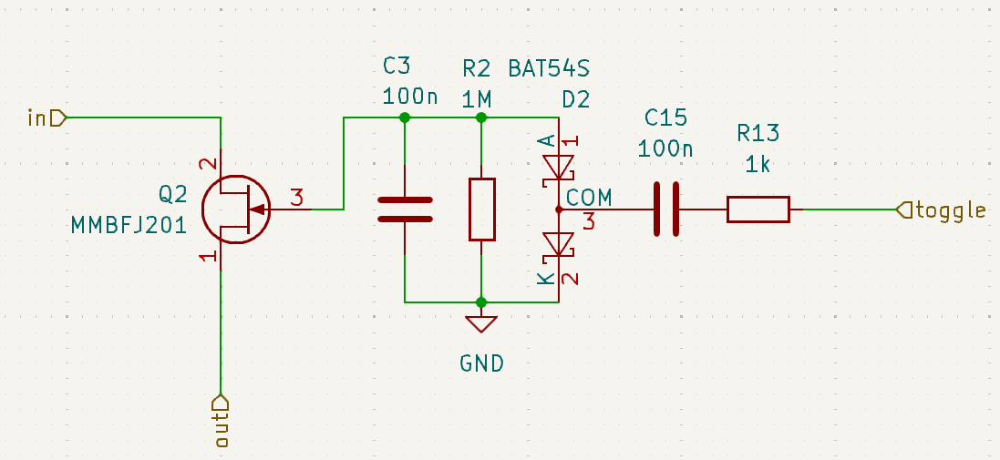 C3
100n
R2
1M
BAT54S
D2
in
A
1
C15
100n
R13
1k
2
Q2
MMBFJ201
3
COM
3
toggle
1
K
2
GND
out